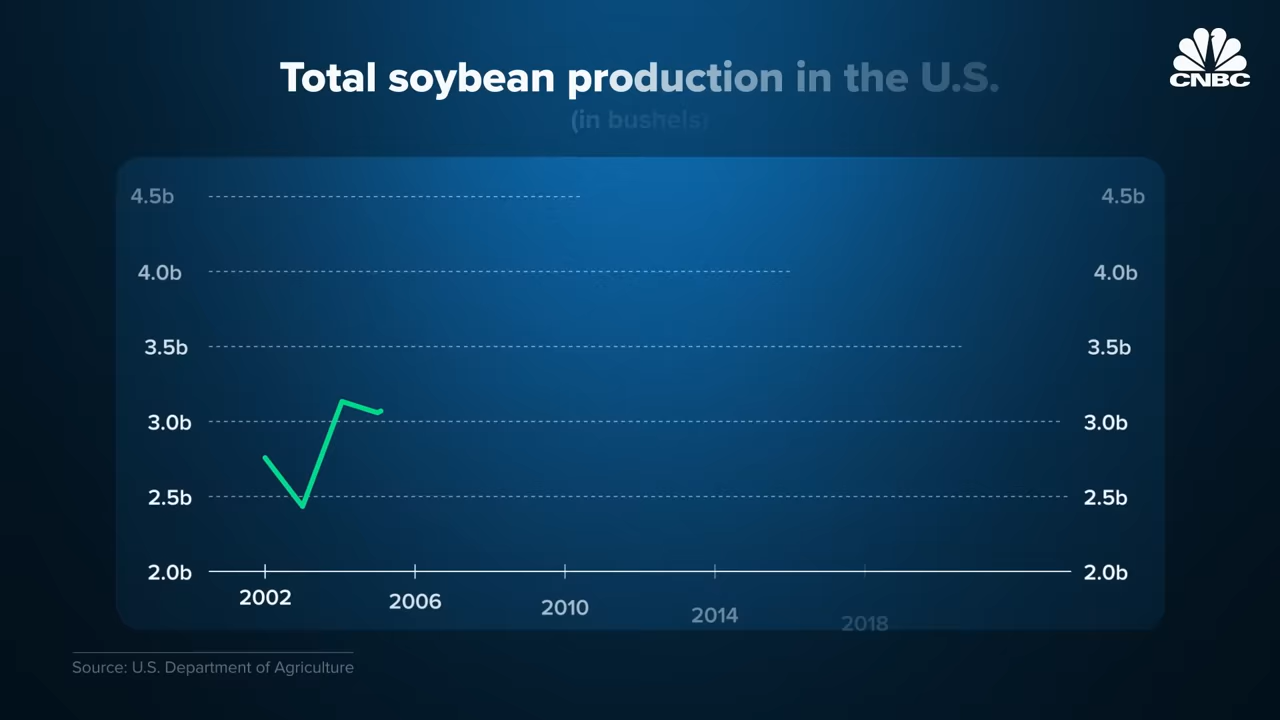 CNBC
Total soybean production in the U.S.
(in bushels)
4.5b 4.5b
4.0b 4.0b
3.5b 3.5b
3.0b 3.0b
2.5b 2.5b
2.0b 2.0b
2002 2006 2010 2014 2018
Source: U.S. Department of Agriculture